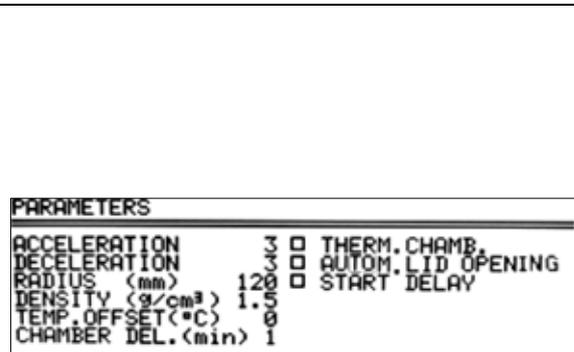 PARAMETERS
ACCELERATION 3 □ THERM.CHAMB.
DECELERATION 3 □ AUTOM.LID OPENING
RADIUS (mm) 120 □ START DELAY
DENSITY (g/cm³) 1.5
TEMP.OFFSET(°C) 0
CHAMBER DEL.(min) 1